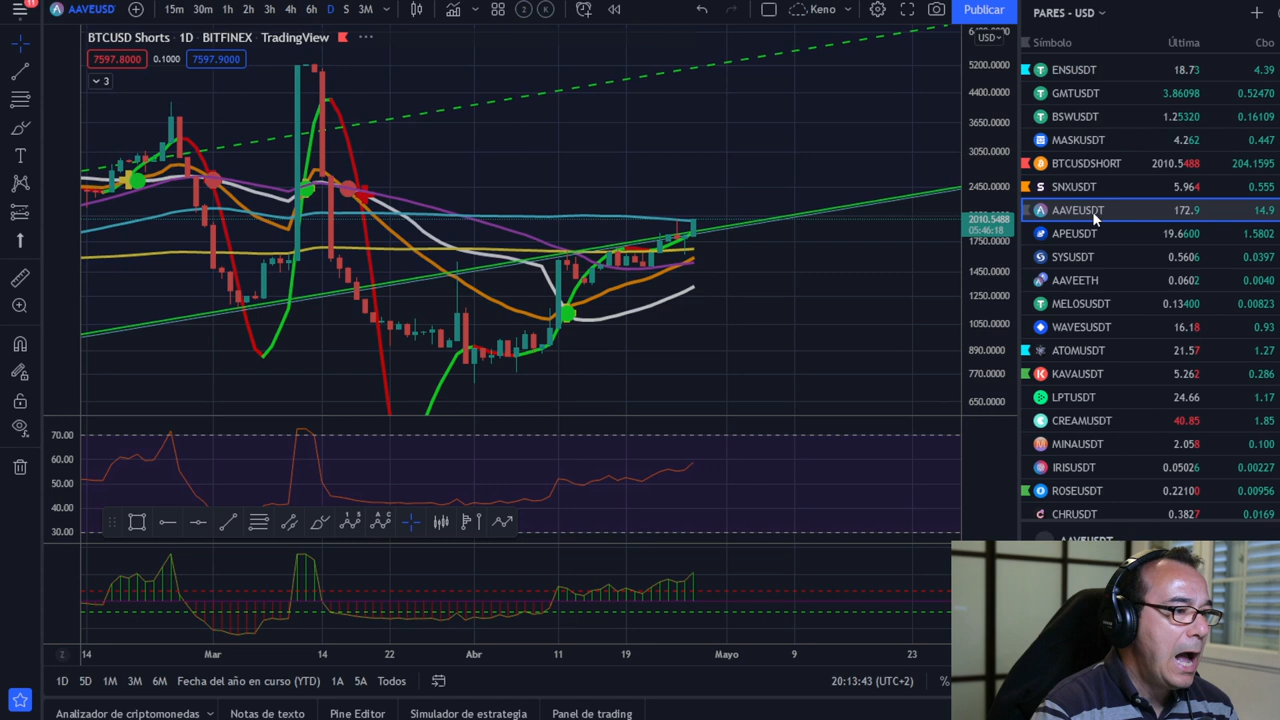 11
AAVEUSD 15m 30m 1h 2h 3h 4h 6h D S 3M 2 K Keno Publicar
BTCUSD Shorts · 1D · BITFINEX · TradingView
7597.8000 0.1000 7597.9000
3
USD
5200.0000
4400.0000
3650.0000
3050.0000
2450.0000
2010.5488
05:46:18
1750.0000
1450.0000
1250.0000
1050.0000
890.0000
770.0000
650.0000
70.00
60.00
50.00
40.00
30.00
1 S A C
Z 14 Mar 14 22 Abr 11 19 Mayo 9 23
1D 5D 1M 3M 6M Fecha del año en curso (YTD) 1A 5A Todos 20:13:43 (UTC+2) %
Analizador de criptomonedas Notas de texto Pine Editor Simulador de estrategia Panel de trading
PARES - USD
Símbolo Última Cbo
ENSUSDT 18.73 4.39
GMTUSDT 3.86098 0.52470
BSWUSDT 1.25320 0.16109
MASKUSDT 4.262 0.447
BTCUSDSHORT 2010.5488 204.1595
SNXUSDT 5.964 0.555
AAVEUSDT 172.9 14.9
APEUSDT 19.6600 1.5802
SYSUSDT 0.5606 0.0397
AAVEETH 0.0602 0.0040
MELOSUSDT 0.13400 0.00823
WAVESUSDT 16.18 0.93
ATOMUSDT 21.57 1.27
KAVAUSDT 5.262 0.286
LPTUSDT 24.66 1.17
CREAMUSDT 40.85 1.85
MINAUSDT 2.058 0.100
IRISUSDT 0.05026 0.00227
ROSEUSDT 0.22100 0.00956
CHRUSDT 0.3827 0.0169
AAVEUSDT